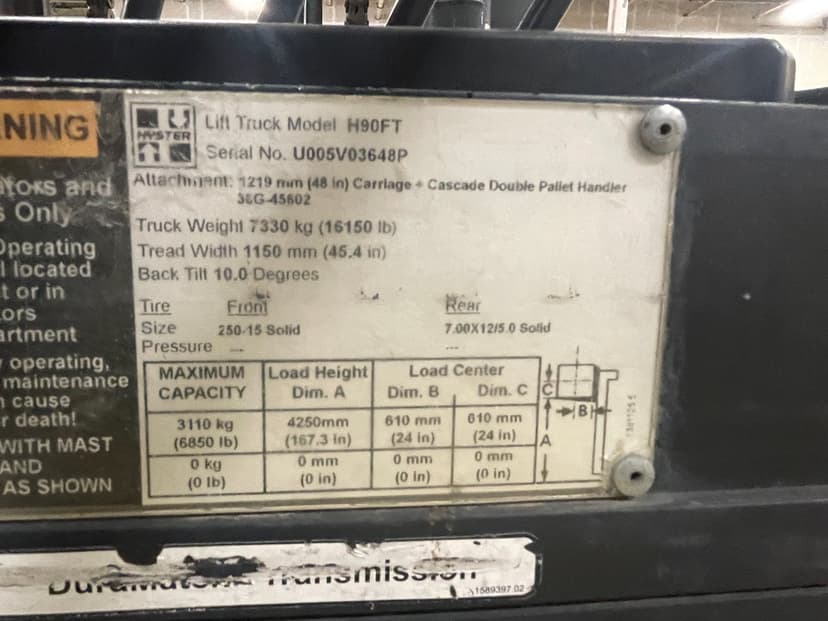 NING
HYSTER
Lift Truck Model H90FT
Serial No. U005V03648P
Attachment: 1219 mm (48 in) Carriage + Cascade Double Pallet Handler
36G-45602
Truck Weight 7330 kg (16150 lb)
Tread Width 1150 mm (45.4 in)
Back Tilt 10.0 Degrees
Tire Front Rear
Size 250-15 Solid 7.00X12/5.0 Solid
Pressure --- ---
MAXIMUM CAPACITY Load Height Dim. A Load Center Dim. B Dim. C
3110 kg 4250mm 610 mm 610 mm
(6850 lb) (167.3 in) (24 in) (24 in)
0 kg 0 mm 0 mm 0 mm
(0 lb) (0 in) (0 in) (0 in)
C
B
A
ators and
s Only
Operating
l located
t or in
tors
artment
r operating,
maintenance
n cause
r death!
WITH MAST
AND
AS SHOWN
DuraMatch Transmission
1589397 02